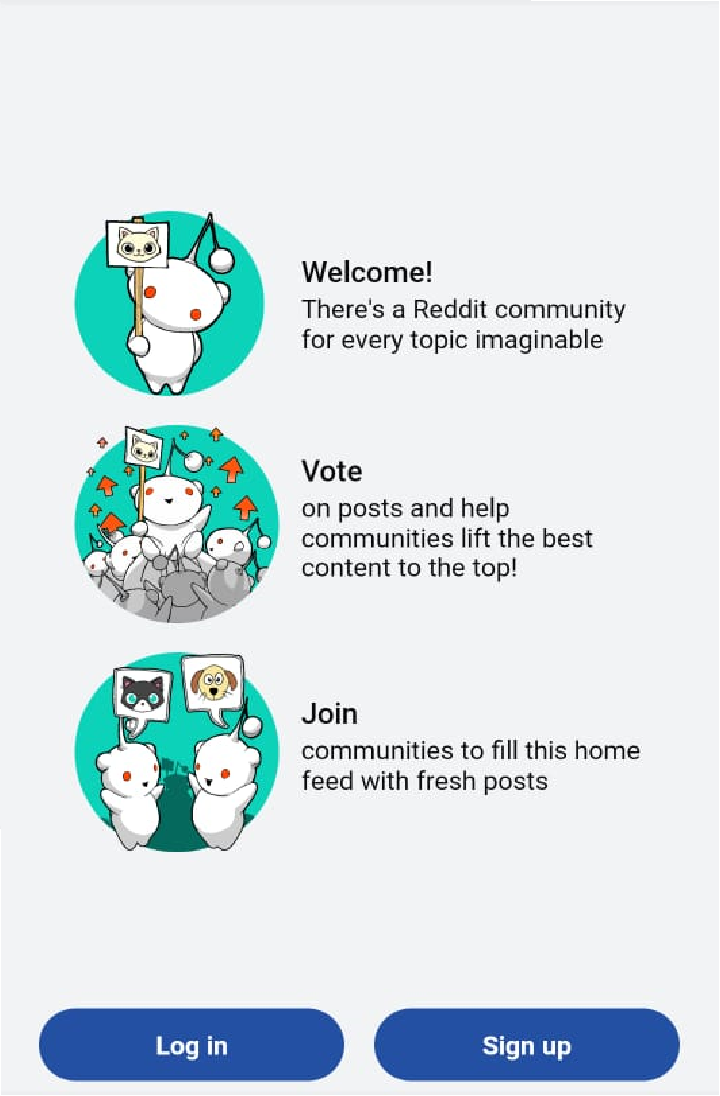 Welcome!
There's a Reddit community
for every topic imaginable
Vote
on posts and help
communities lift the best
content to the top!
Join
communities to fill this home
feed with fresh posts
Log in
Sign up